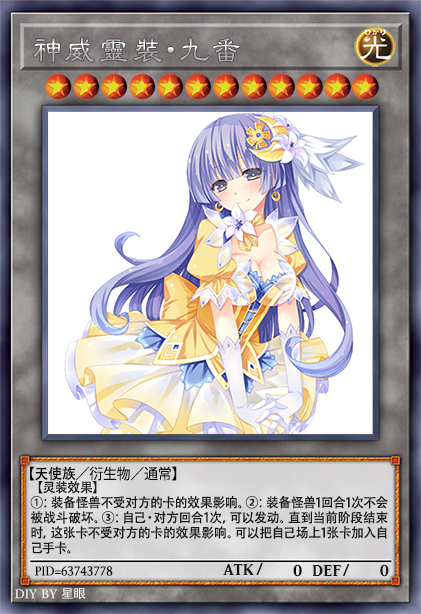 神威靈裝·九番
ひかり
光
【天使族／衍生物／通常】
【灵装效果】
①：装备怪兽不受对方的卡的效果影响。②：装备怪兽1回合1次不会
被战斗破坏。③：自己·对方回合1次，可以发动。直到当前阶段结束
时，这张卡不受对方的卡的效果影响。可以把自己场上1张卡加入自
己手卡。
PID=63743778
ATK／ 0 DEF／ 0
DIY BY 星眼